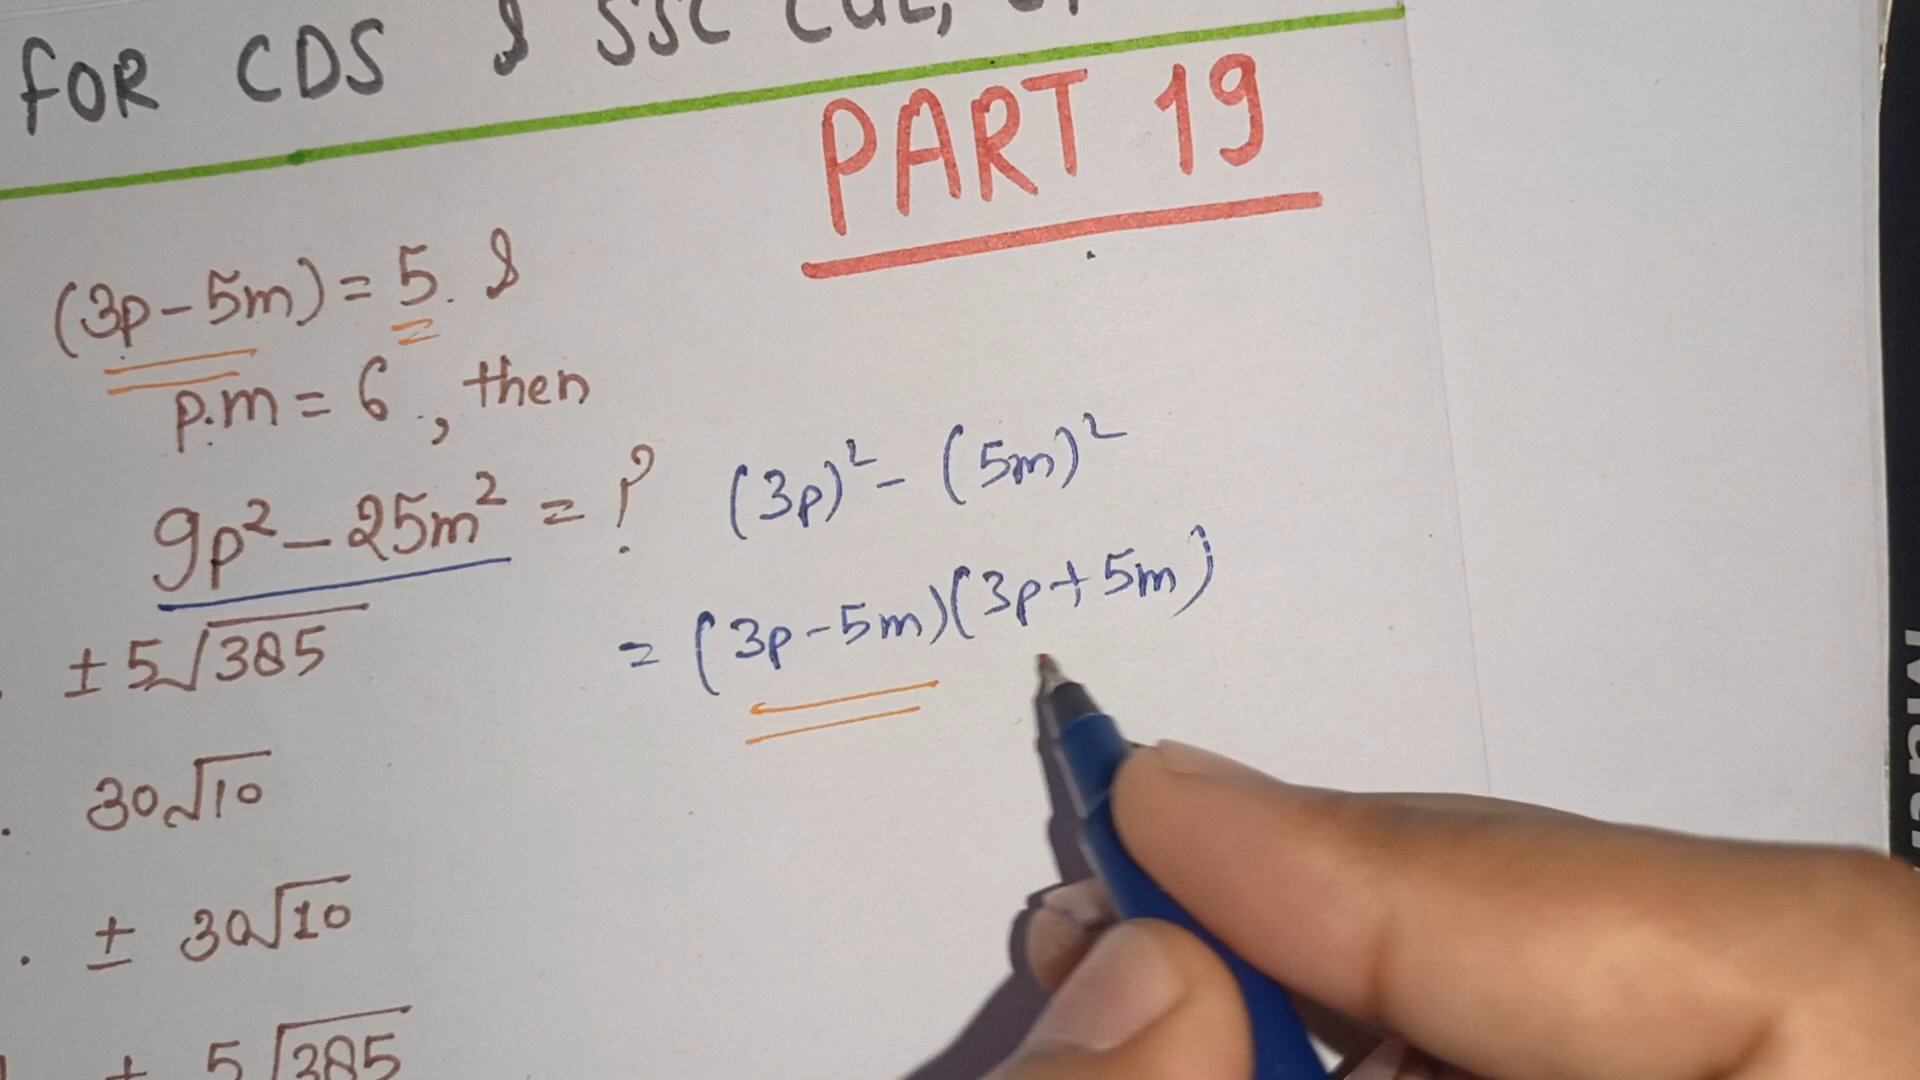 FOR CDS & SSC CGL,
PART 19
(3p-5m) = 5. &
p.m = 6, then
9p²-25m² = ?
(3p)² - (5m)²
= (3p-5m)(3p+5m)
± 5√385
30√10
± 30√10
5√385